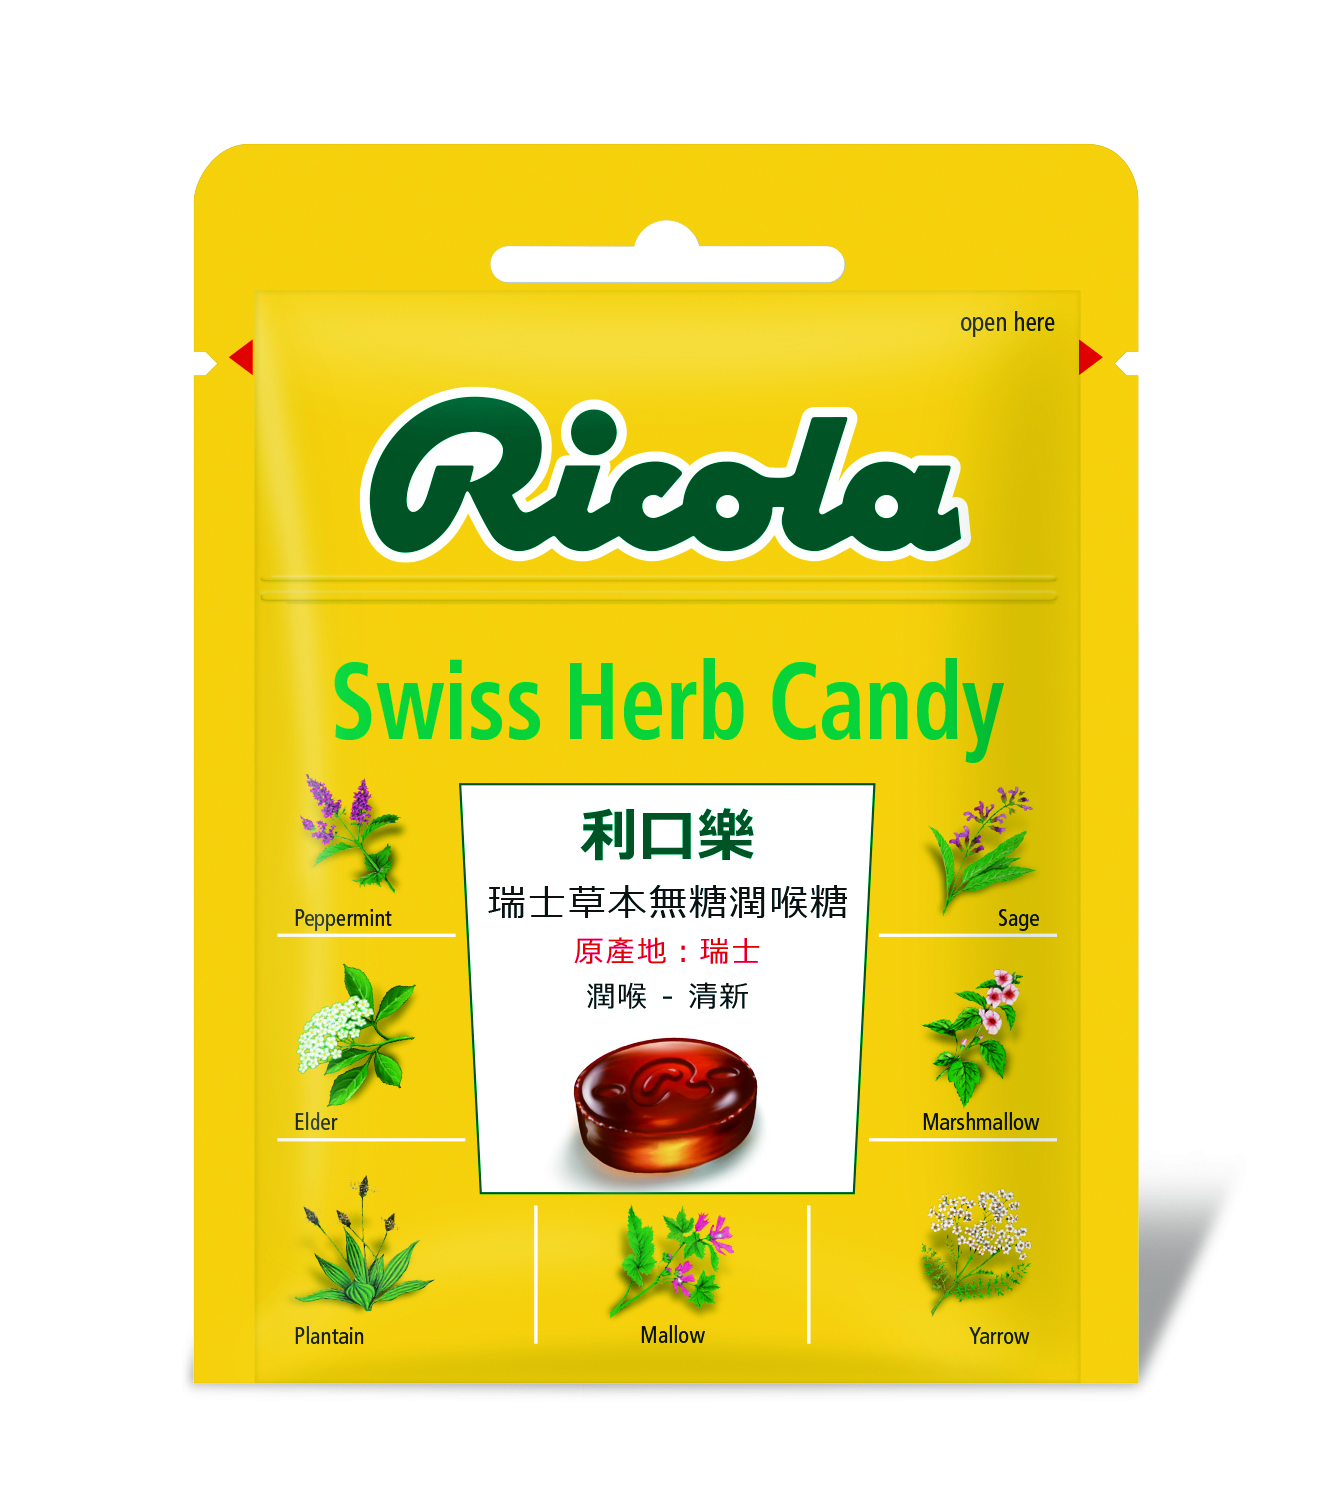 open here
Ricola
Swiss Herb Candy
利口樂
瑞士草本無糖潤喉糖
原產地：瑞士
潤喉 - 清新
Peppermint
Sage
Elder
Marshmallow
Plantain
Mallow
Yarrow